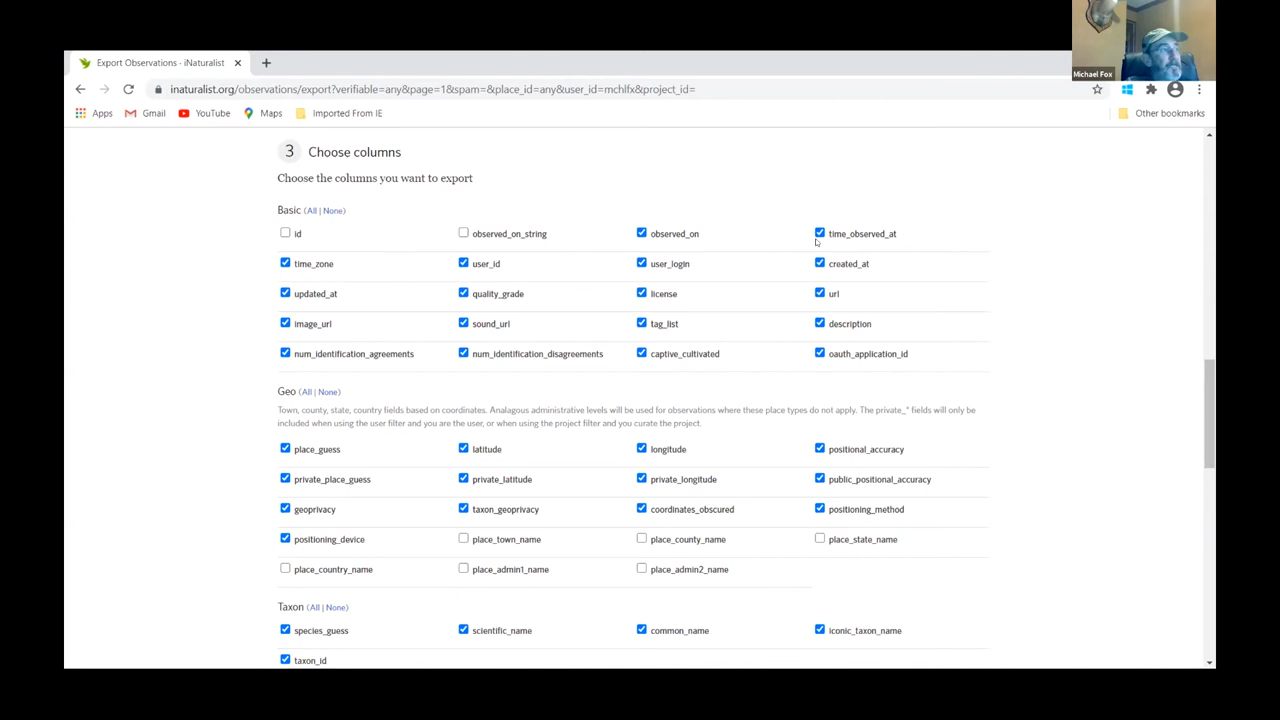 Michael Fox
Export Observations - iNaturalist
inaturalist.org/observations/export?verifiable=any&page=1&spam=&place_id=any&user_id=mchlfx&project_id=
Apps Gmail YouTube Maps Imported From IE Other bookmarks
3 Choose columns
Choose the columns you want to export
Basic (All | None)
id observed_on_string observed_on time_observed_at
time_zone user_id user_login created_at
updated_at quality_grade license url
image_url sound_url tag_list description
num_identification_agreements num_identification_disagreements captive_cultivated oauth_application_id
Geo (All | None)
Town, county, state, country fields based on coordinates. Analagous administrative levels will be used for observations where these place types do not apply. The private_* fields will only be
included when using the user filter and you are the user, or when using the project filter and you curate the project.
place_guess latitude longitude positional_accuracy
private_place_guess private_latitude private_longitude public_positional_accuracy
geoprivacy taxon_geoprivacy coordinates_obscured positioning_method
positioning_device place_town_name place_county_name place_state_name
place_country_name place_admin1_name place_admin2_name
Taxon (All | None)
species_guess scientific_name common_name iconic_taxon_name
taxon_id